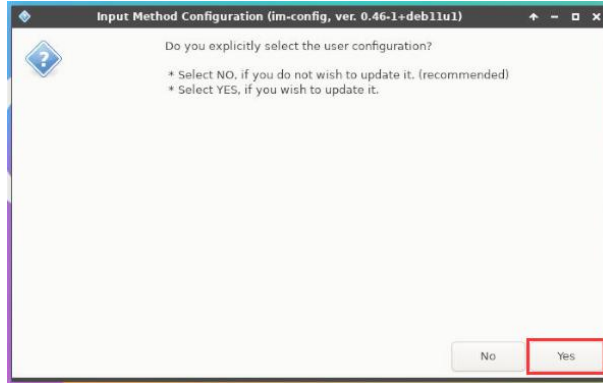 Input Method Configuration (im-config, ver. 0.46-1+deb11u1)
Do you explicitly select the user configuration?
* Select NO, if you do not wish to update it. (recommended)
* Select YES, if you wish to update it.
No
Yes